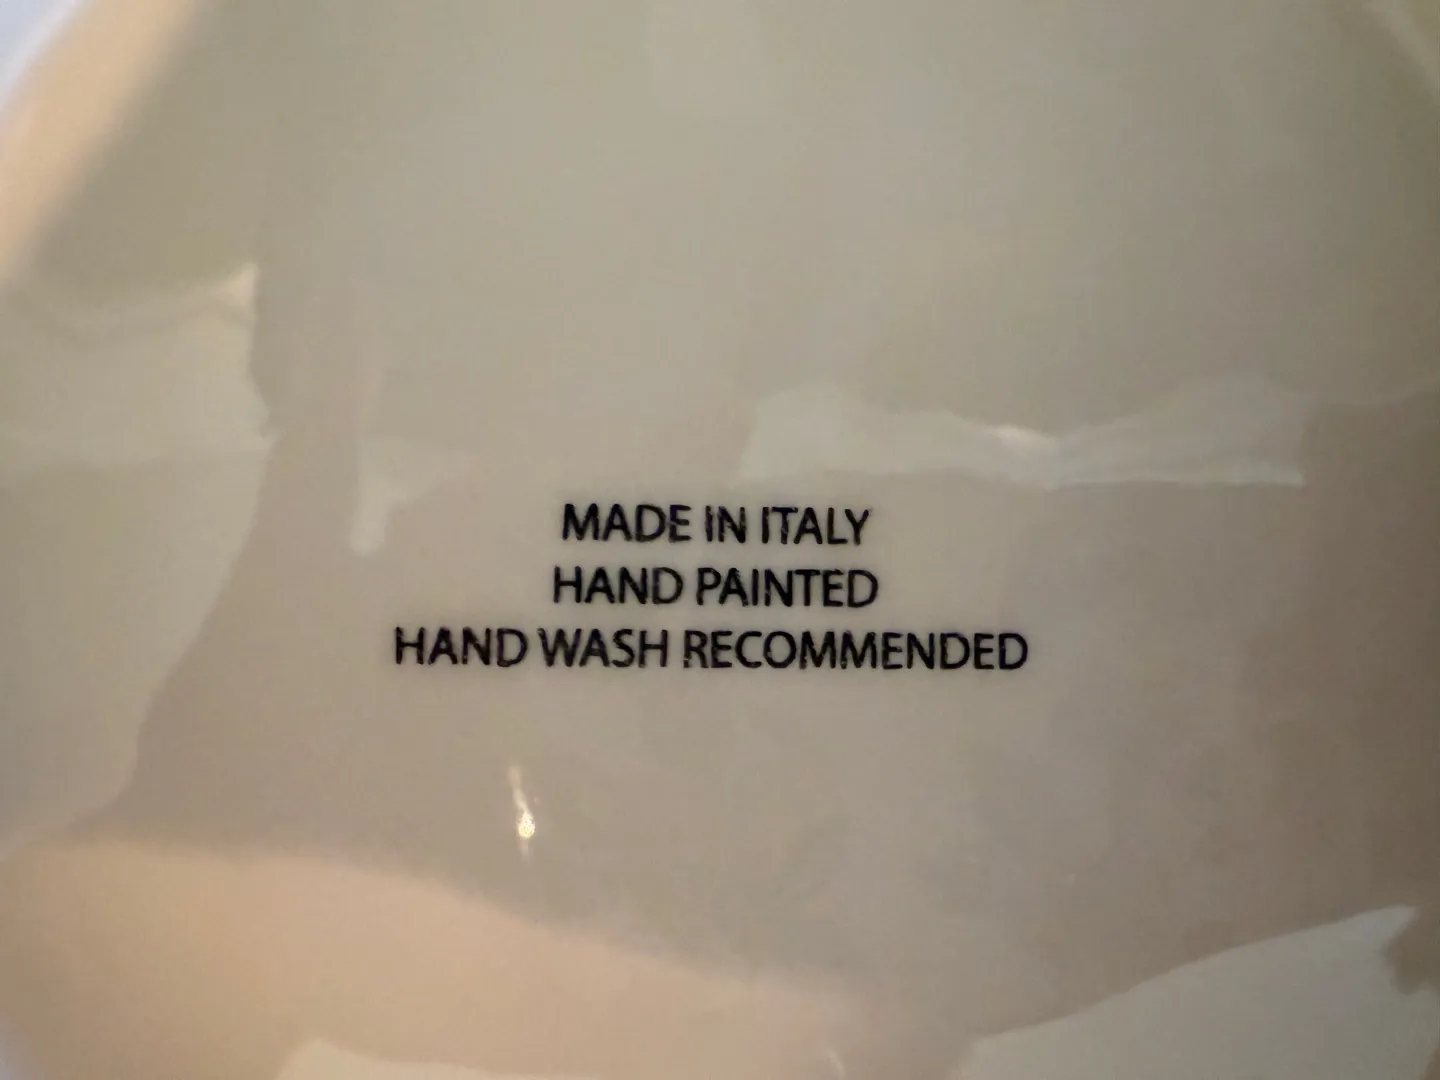 MADE IN ITALY
HAND PAINTED
HAND WASH RECOMMENDED